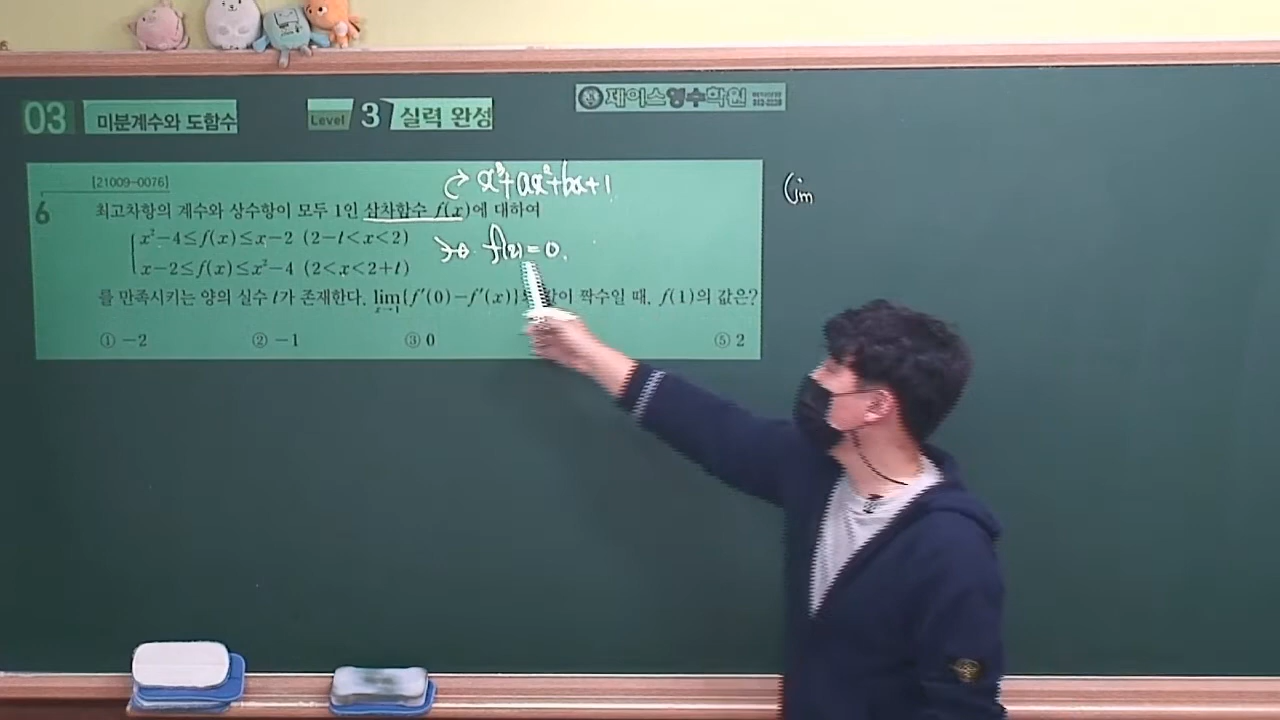 03 미분계수와 도함수 Level 3 실력 완성
제이스영수학원
[21009-0076]
x³+ax²+bx+1
lim
6 최고차항의 계수와 상수항이 모두 1인 삼차함수 f(x)에 대하여
x²-4≤f(x)≤x-2 (2-t<x<2)
f(2)=0.
x-2≤f(x)≤x²-4 (2<x<2+t)
를 만족시키는 양의 실수 t가 존재한다. lim{f′(0)-f′(x)} 짝수일 때, f(1)의 값은?
① -2 ② -1 ③ 0 ⑤ 2